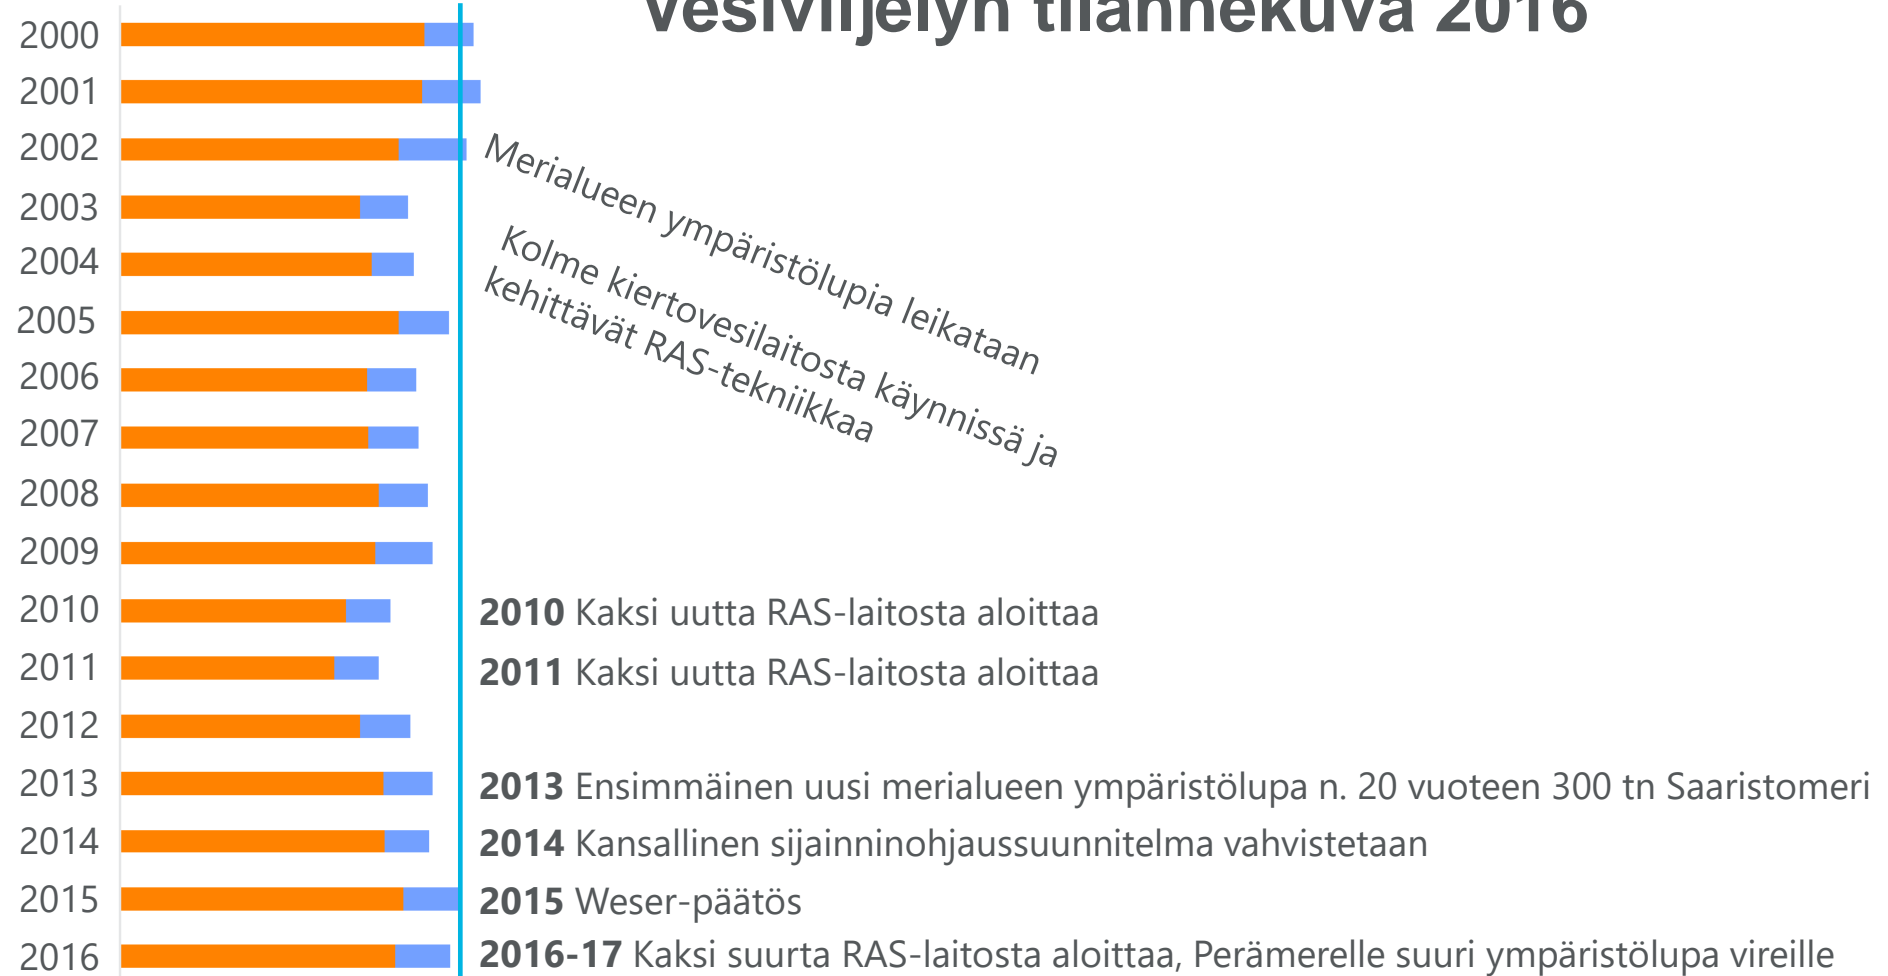 Vesiviljelyn tilannekuva 2016
2000
2001
2002
2003
2004
2005
2006
2007
2008
2009
2010
2011
2012
2013
2014
2015
2016
Merialueen ympäristölupia leikataan
Kolme kiertovesilaitosta käynnissä ja
kehittävät RAS-tekniikkaa
2010 Kaksi uutta RAS-laitosta aloittaa
2011 Kaksi uutta RAS-laitosta aloittaa
2013 Ensimmäinen uusi merialueen ympäristölupa n. 20 vuoteen 300 tn Saaristomeri
2014 Kansallinen sijainninohjaussuunnitelma vahvistetaan
2015 Weser-päätös
2016-17 Kaksi suurta RAS-laitosta aloittaa, Perämerelle suuri ympäristölupa vireille